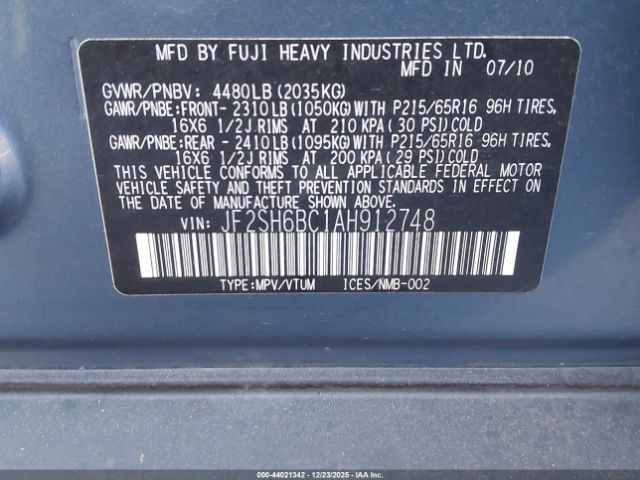 MFD BY FUJI HEAVY INDUSTRIES LTD.
MFD IN 07/10
GVWR/PNBV: 4480LB(2035KG)
GAWR/PNBE:FRONT- 2310LB(1050KG)WITH P215/65R16 96H TIRES,
16X6 1/2J RIMS AT 210 KPA(30 PSI)COLD
GAWR/PNBE:REAR - 2410LB(1095KG)WITH P215/65R16 96H TIRES,
16X6 1/2J RIMS AT 200 KPA(29 PSI)COLD
THIS VEHICLE CONFORMS TO ALL APPLICABLE FEDERAL MOTOR
VEHICLE SAFETY AND THEFT PREVENTION STANDARDS IN EFFECT ON
THE DATE OF MANUFACTURE SHOWN ABOVE.
VIN: JF2SH6BC1AH912748
TYPE:MPV/VTUM ICES/NMB-002
© IAA 44021342 - 12/23/2025 - IAAI.COM